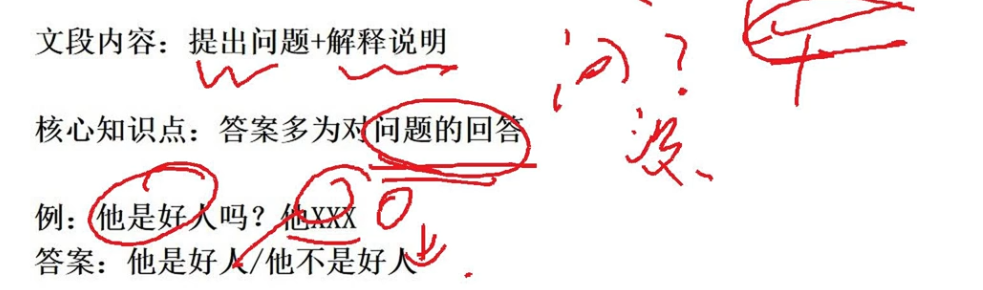 文段内容：提出问题+解释说明
问？
没
核心知识点：答案多为对问题的回答
例：他是好人吗？他XXX
答案：他是好人/他不是好人